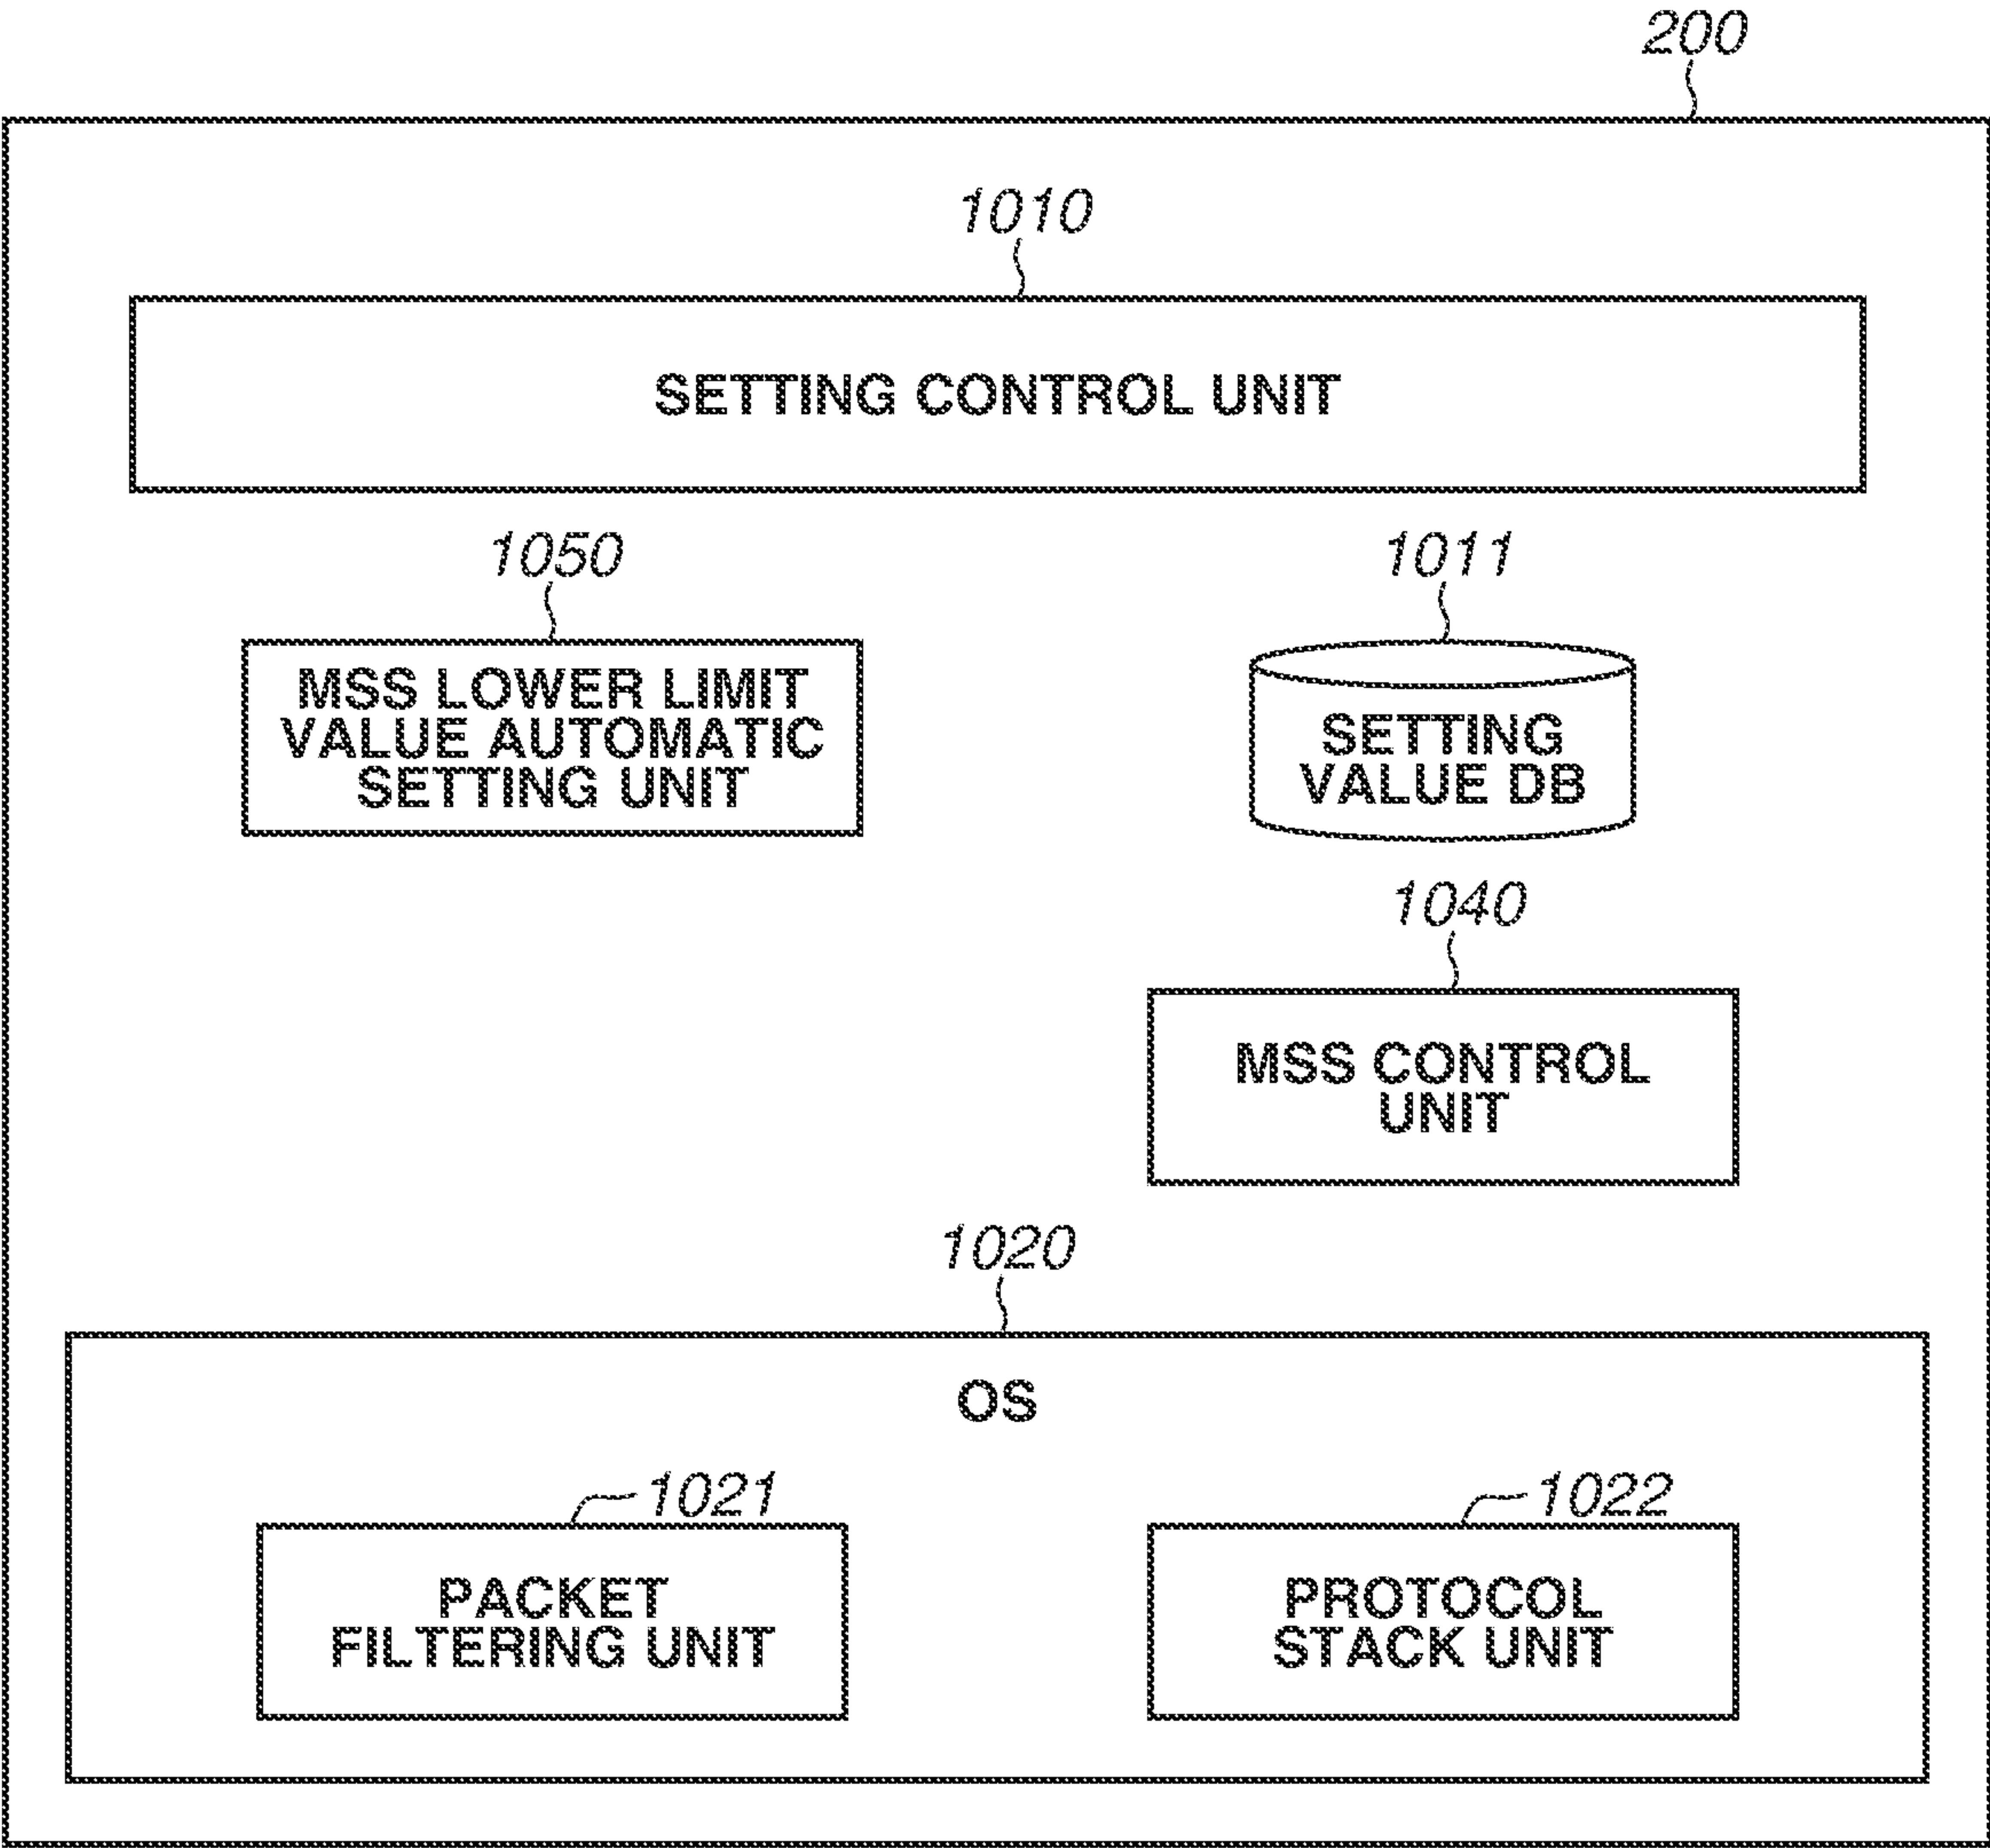 200
1010
SETTING CONTROL UNIT
1050
MSS LOWER LIMIT
VALUE AUTOMATIC
SETTING UNIT
1011
SETTING
VALUE DB
1040
MSS CONTROL
UNIT
1020
OS
1021
PACKET
FILTERING UNIT
1022
PROTOCOL
STACK UNIT